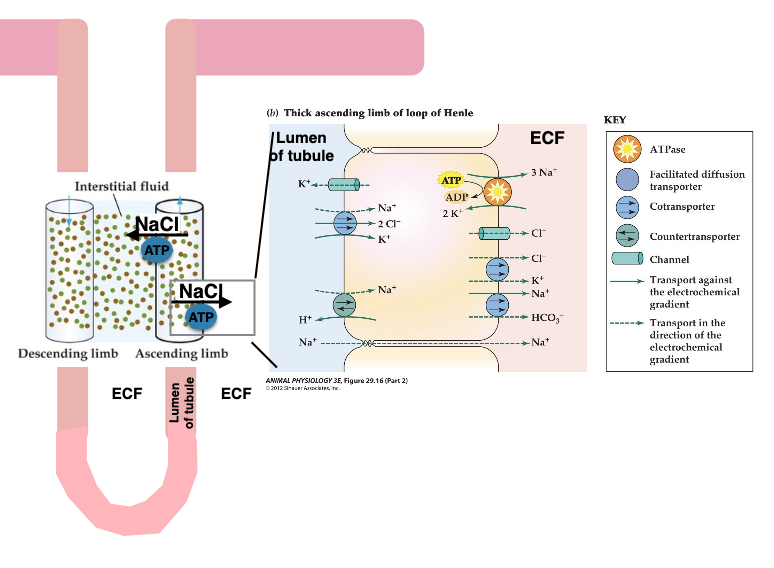 (b) Thick ascending limb of loop of Henle
Lumen
of tubule
ECF
K⁺
Na⁺
2 Cl⁻
K⁺
Na⁺
H⁺
Na⁺
ATP
ADP
3 Na⁺
2 K⁺
Cl⁻
Cl⁻
K⁺
Na⁺
HCO₃⁻
Na⁺
ANIMAL PHYSIOLOGY 3E, Figure 29.16 (Part 2)
© 2012 Sinauer Associates, Inc.
KEY
ATPase
Facilitated diffusion
transporter
Cotransporter
Countertransporter
Channel
Transport against
the electrochemical
gradient
Transport in the
direction of the
electrochemical
gradient
Interstitial fluid
NaCl
ATP
NaCl
ATP
Descending limb
Ascending limb
ECF
Lumen
of tubule
ECF